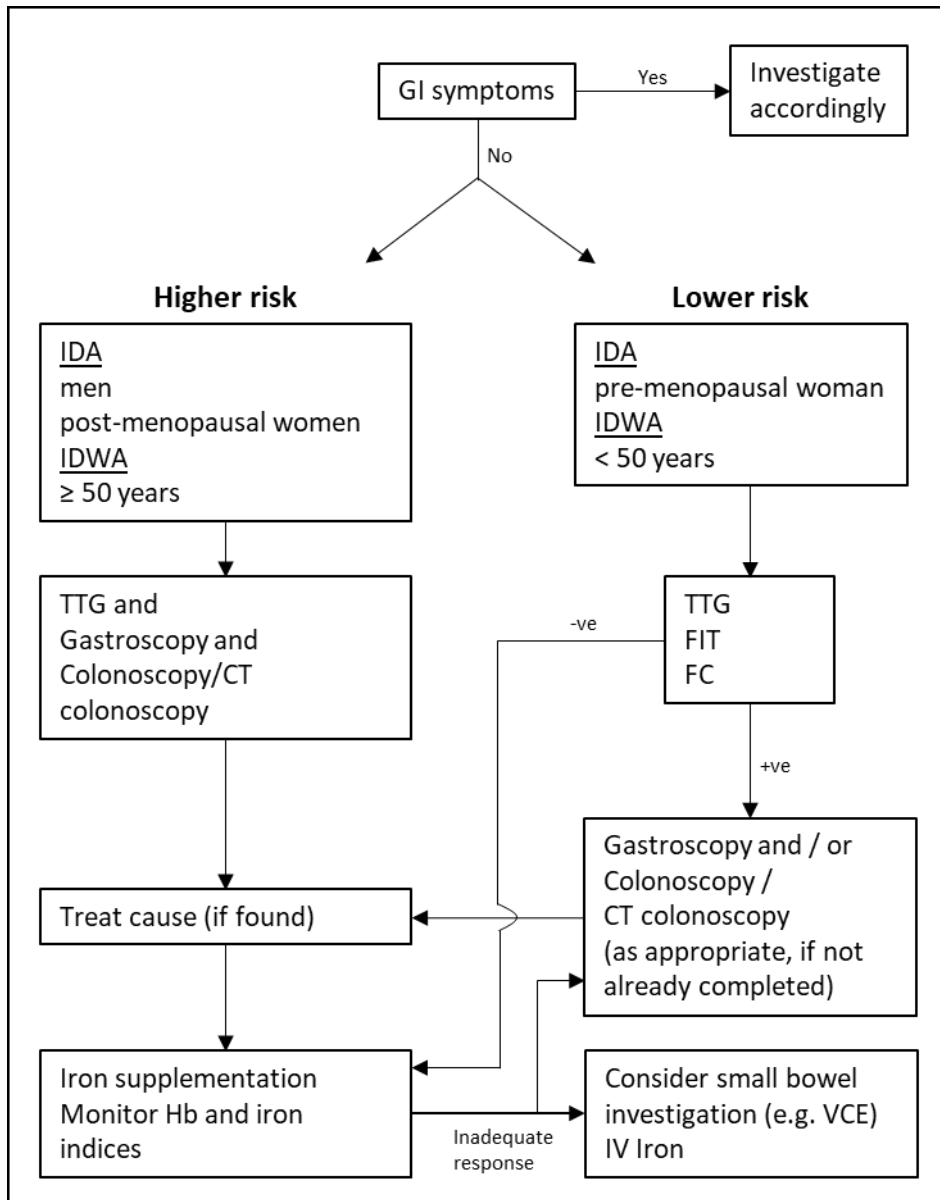 GI symptoms
Yes
Investigate
accordingly
No
Higher risk
IDA
men
post-menopausal women
IDWA
≥ 50 years
Lower risk
IDA
pre-menopausal woman
IDWA
< 50 years
TTG and
Gastroscopy and
Colonoscopy/CT
colonoscopy
-ve
TTG
FIT
FC
+ve
Gastroscopy and / or
Colonoscopy /
CT colonoscopy
(as appropriate, if not
already completed)
Treat cause (if found)
Iron supplementation
Monitor Hb and iron
indices
Inadequate
response
Consider small bowel
investigation (e.g. VCE)
IV Iron